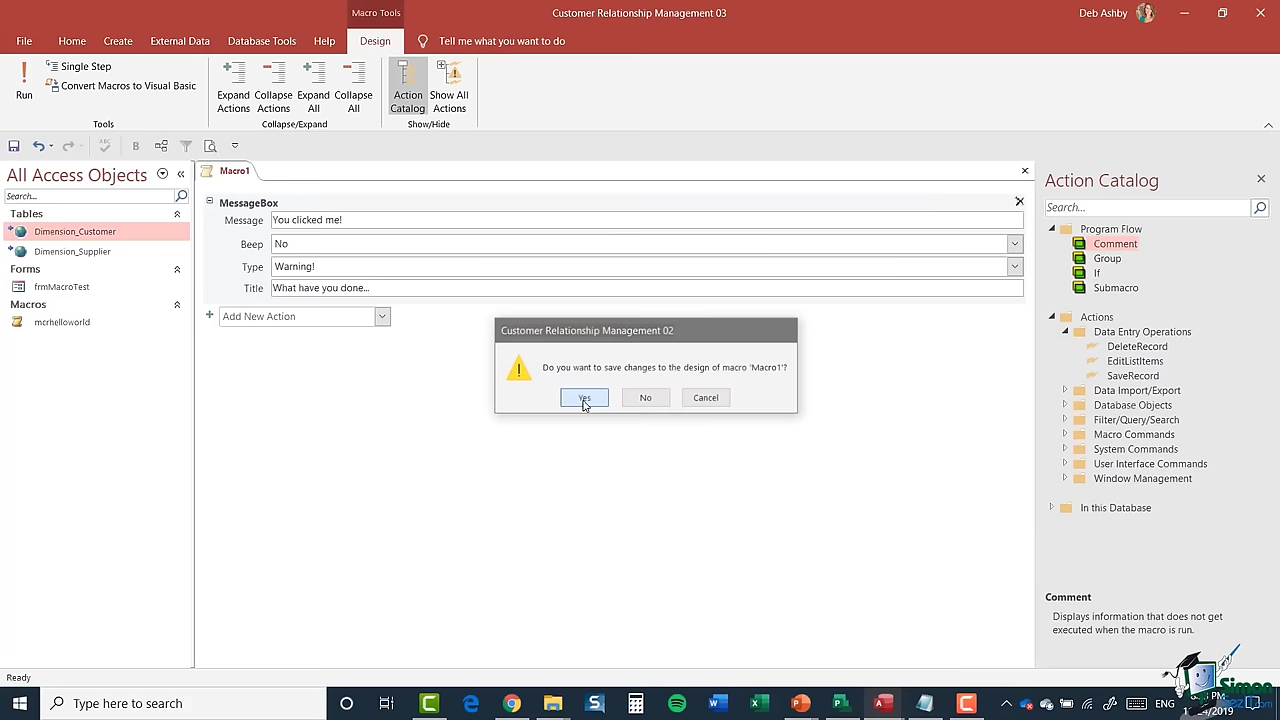 Macro Tools
Customer Relationship Management 03
Deb Ashby
File
Home
Create
External Data
Database Tools
Help
Design
Tell me what you want to do
Run
Single Step
Convert Macros to Visual Basic
Tools
Expand Actions
Collapse Actions
Expand All
Collapse All
Collapse/Expand
Action Catalog
Show All Actions
Show/Hide
ABC
B
All Access Objects
Search...
Tables
Dimension_Customer
Dimension_Supplier
Forms
frmMacroTest
Macros
mcrhelloworld
Macro1
MessageBox
Message
You clicked me!
Beep
No
Type
Warning!
Title
What have you done...
Add New Action
Customer Relationship Management 02
Do you want to save changes to the design of macro 'Macro1'?
Yes
No
Cancel
Action Catalog
Search...
Program Flow
Comment
Group
If
Submacro
Actions
Data Entry Operations
DeleteRecord
EditListItems
SaveRecord
Data Import/Export
Database Objects
Filter/Query/Search
Macro Commands
System Commands
User Interface Commands
Window Management
In this Database
Comment
Displays information that does not get
executed when the macro is run.
Ready
Type here to search
ENG
Simon